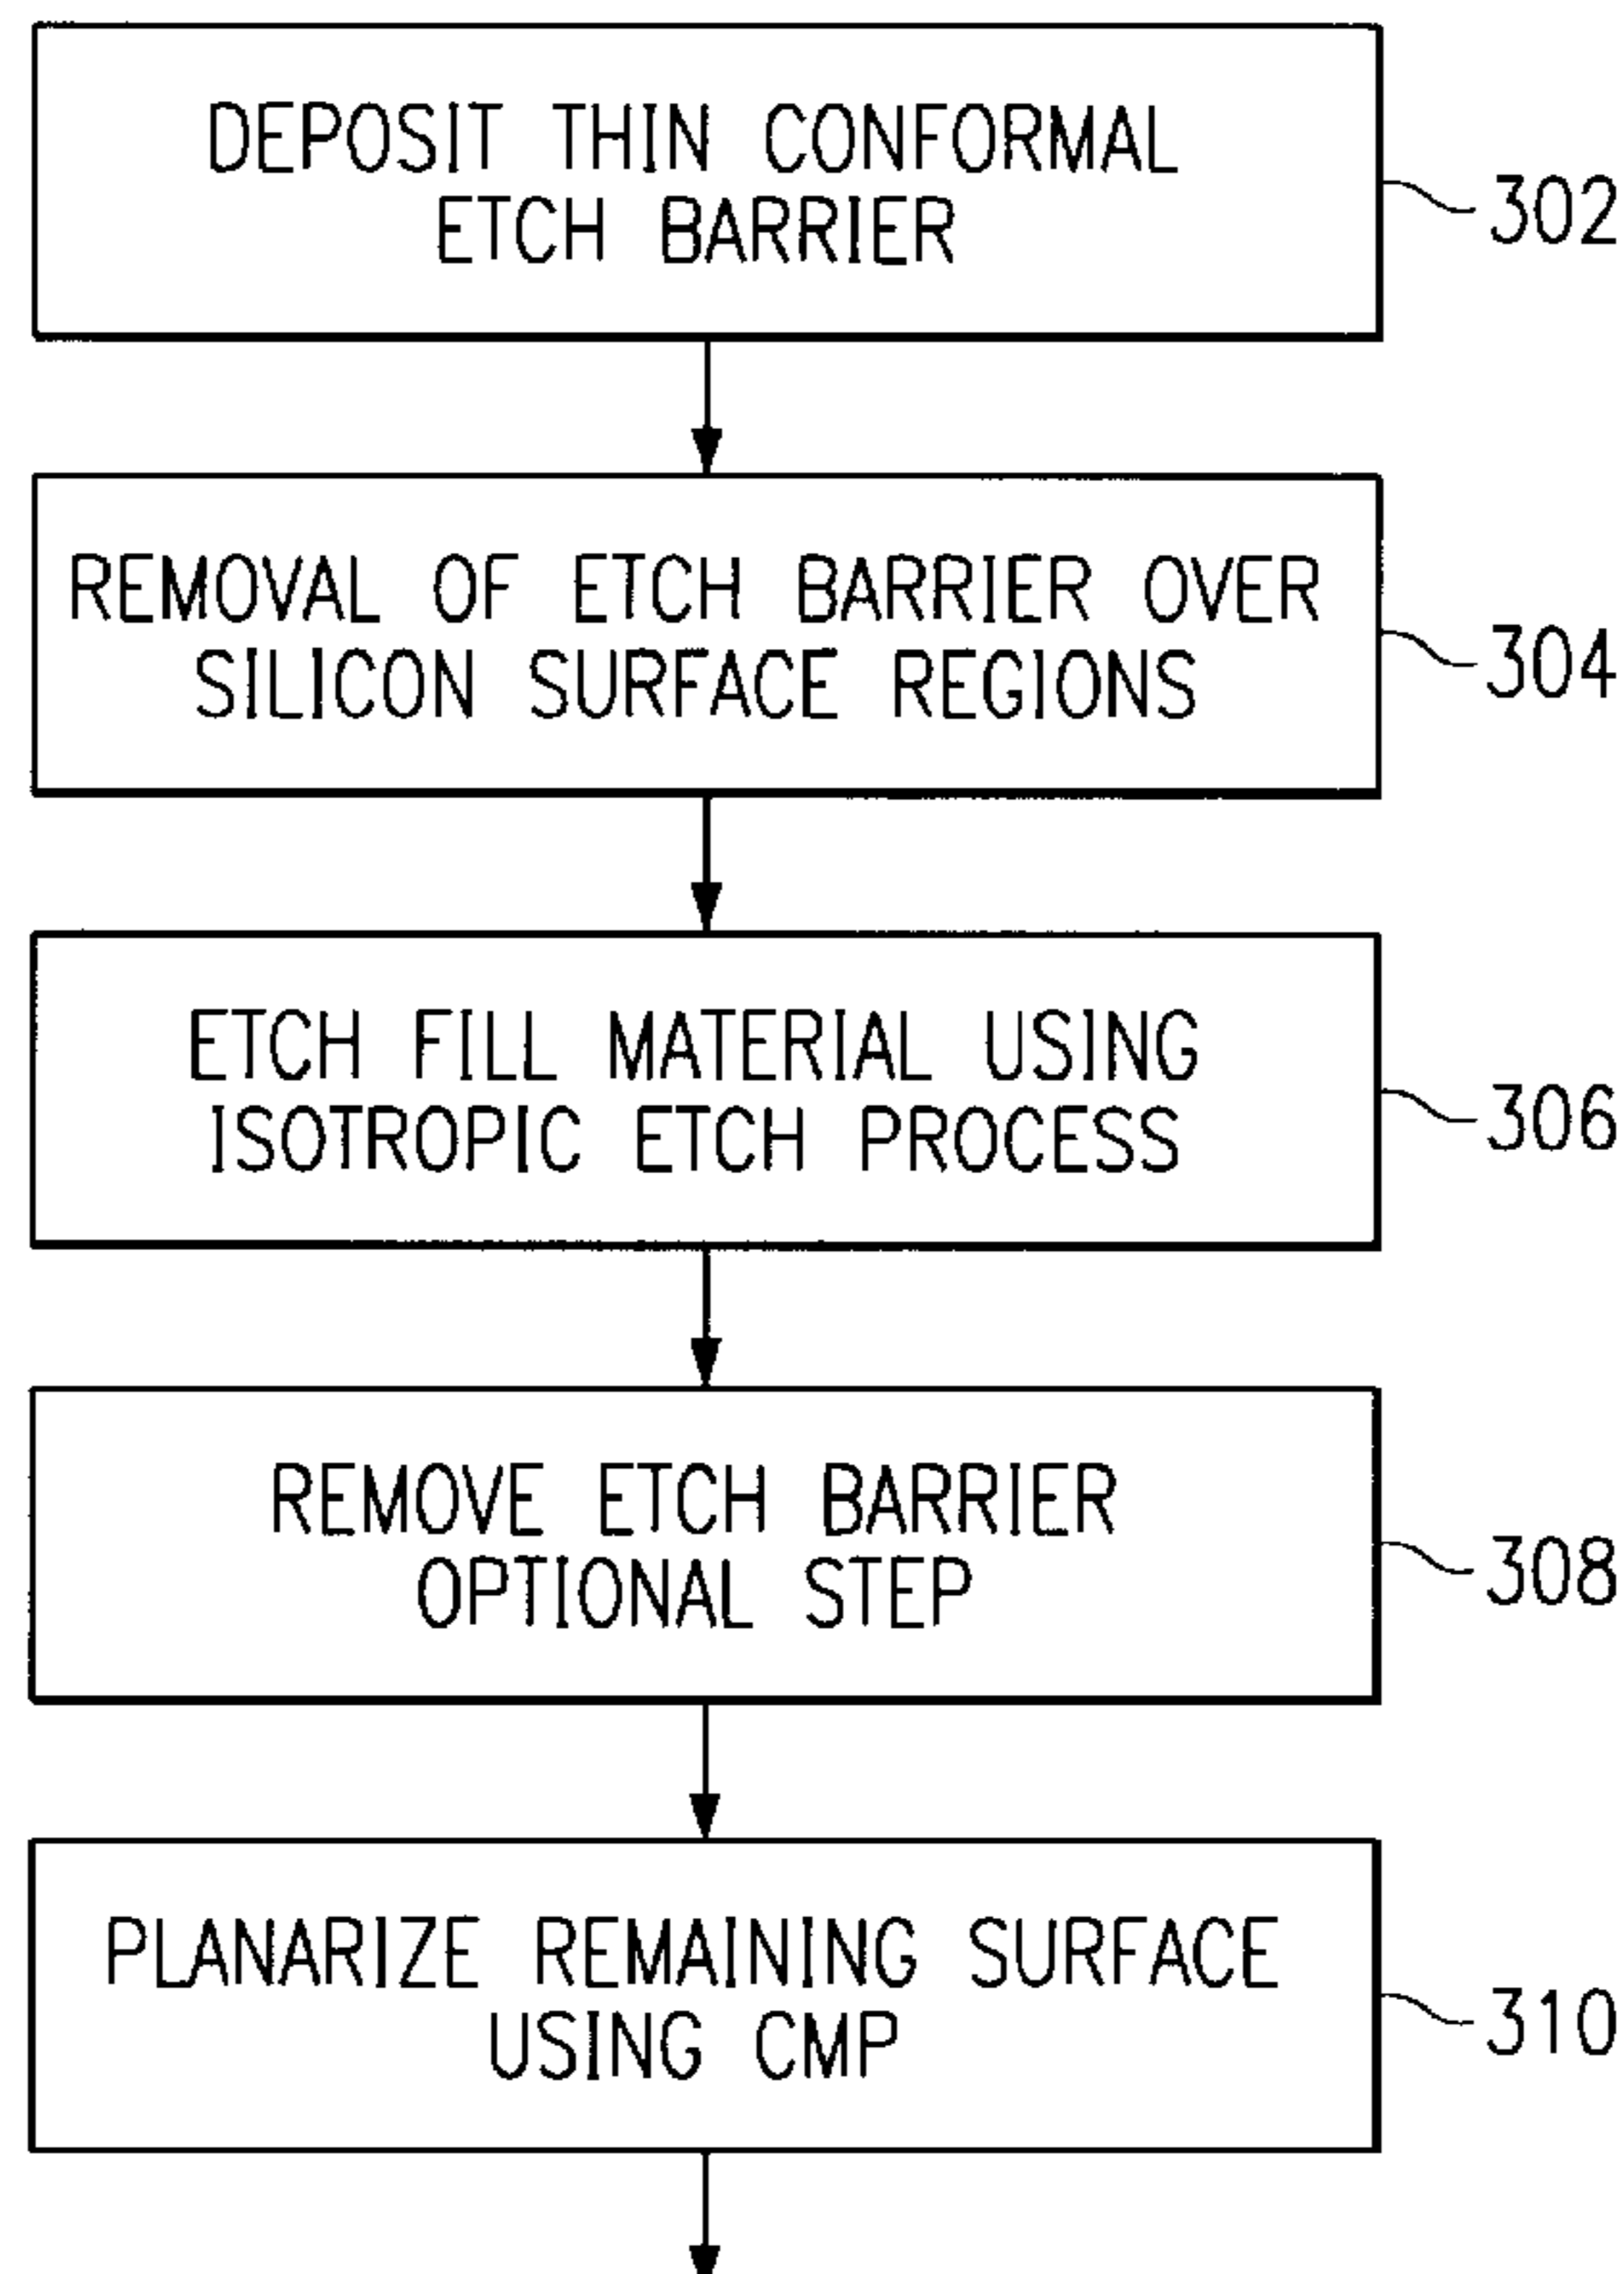 DEPOSIT THIN CONFORMAL
ETCH BARRIER
302
REMOVAL OF ETCH BARRIER OVER
SILICON SURFACE REGIONS
304
ETCH FILL MATERIAL USING
ISOTROPIC ETCH PROCESS
306
REMOVE ETCH BARRIER
OPTIONAL STEP
308
PLANARIZE REMAINING SURFACE
USING CMP
310